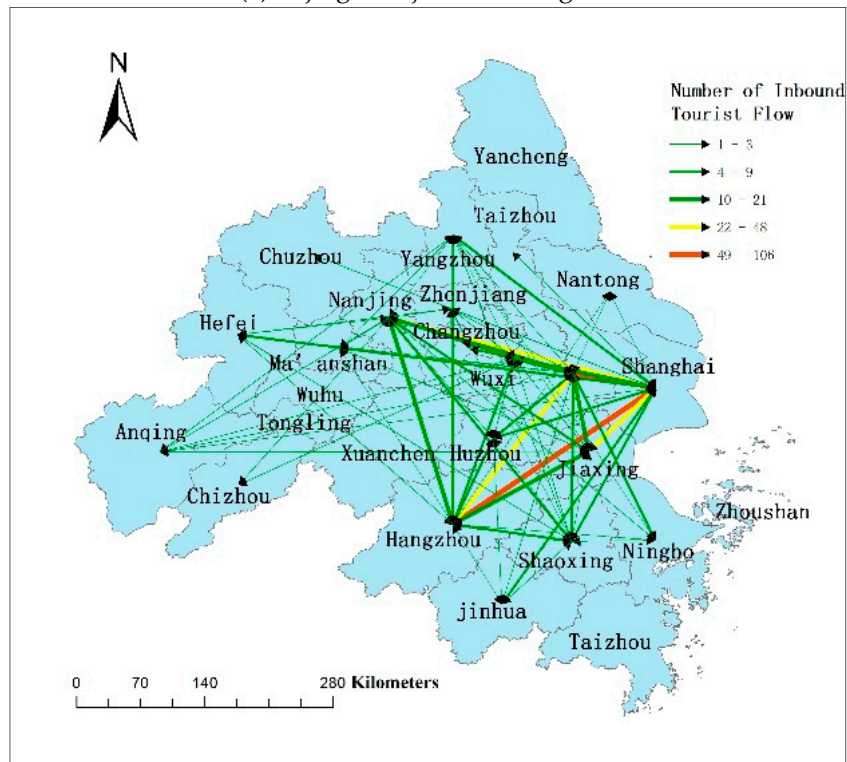 N
Number of Inbound
Tourist Flow
1 - 3
4 - 9
10 - 21
22 - 48
49 - 106
Yancheng
Taizhou
Chuzhou
Yangzhou
Nantong
Nanjing
Zhenjiang
Hefei
Changzhou
Ma'anshan
Wuxi
Shanghai
Wuhu
Tongling
Anqing
Xuanchen
Huzhou
Jiaxing
Chizhou
Zhoushan
Hangzhou
Shaoxing
Ningbo
jinhua
Taizhou
0 70 140 280 Kilometers